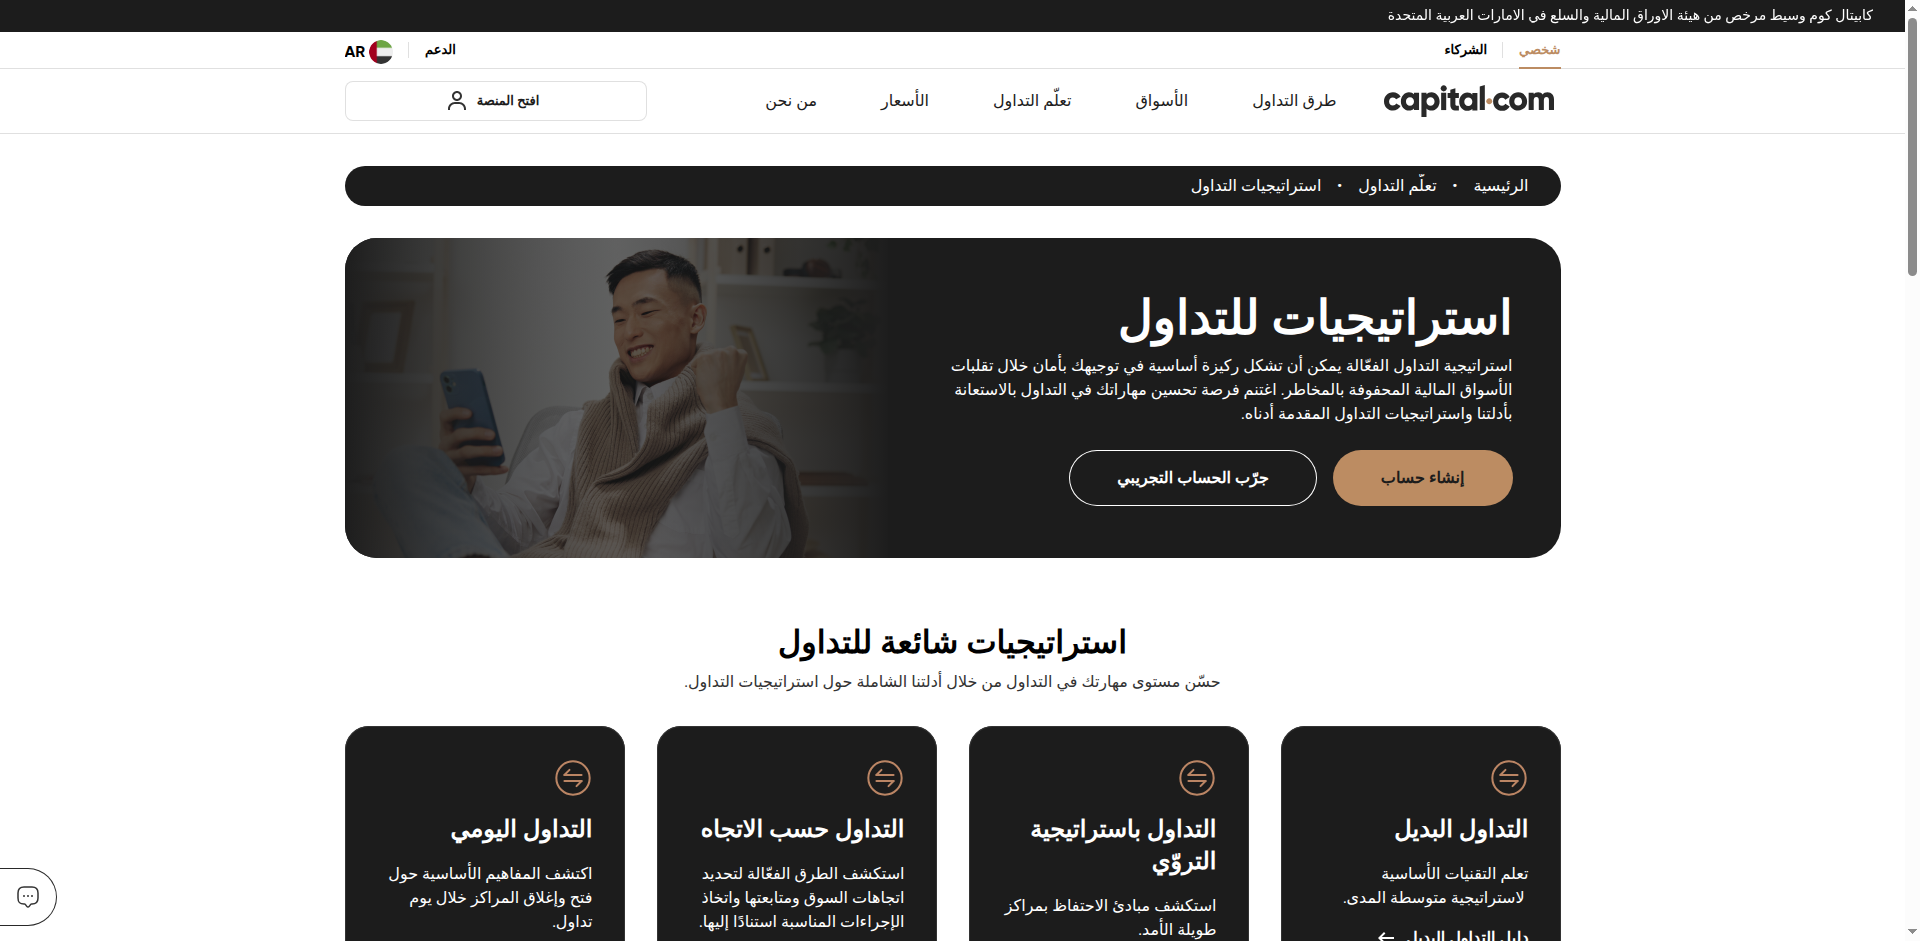 كابيتال كوم وسيط مرخص من هيئة الاوراق المالية والسلع في الامارات العربية المتحدة
شخصي
الشركاء
الدعم
AR
capital.com
طرق التداول
الأسواق
تعلّم التداول
الأسعار
من نحن
افتح المنصة
الرئيسية • تعلّم التداول • استراتيجيات التداول
استراتيجيات للتداول
استراتيجية التداول الفعّالة يمكن أن تشكل ركيزة أساسية في توجيهك بأمان خلال تقلبات
الأسواق المالية المحفوفة بالمخاطر. اغتنم فرصة تحسين مهاراتك في التداول بالاستعانة
بأدلتنا واستراتيجيات التداول المقدمة أدناه.
إنشاء حساب
جرّب الحساب التجريبي
استراتيجيات شائعة للتداول
حسّن مستوى مهارتك في التداول من خلال أدلتنا الشاملة حول استراتيجيات التداول.
التداول البديل
تعلم التقنيات الأساسية
لاستراتيجية متوسطة المدى.
دليل التداول البديل
التداول باستراتيجية
التروّي
استكشف مبادئ الاحتفاظ بمراكز
طويلة الأمد.
التداول حسب الاتجاه
استكشف الطرق الفعّالة لتحديد
اتجاهات السوق ومتابعتها واتخاذ
الإجراءات المناسبة استنادًا إليها.
التداول اليومي
اكتشف المفاهيم الأساسية حول
فتح وإغلاق المراكز خلال يوم
تداول.